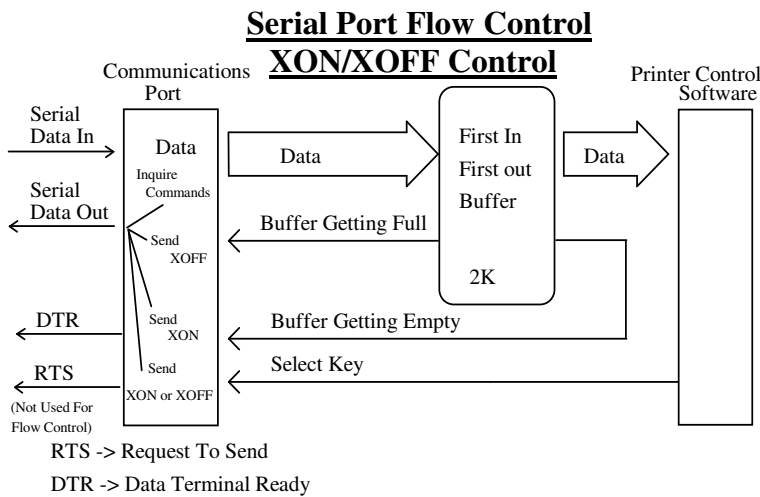 Serial Port Flow Control
XON/XOFF Control
Communications
Port
Printer Control
Software
Serial
Data In
Data
Data
First In
First out
Buffer
Data
Inquire
Commands
Serial
Data Out
Buffer Getting Full
Send
XOFF
2K
DTR
Send
XON
Buffer Getting Empty
RTS
Send
XON or XOFF
Select Key
(Not Used For
Flow Control)
RTS -> Request To Send
DTR -> Data Terminal Ready